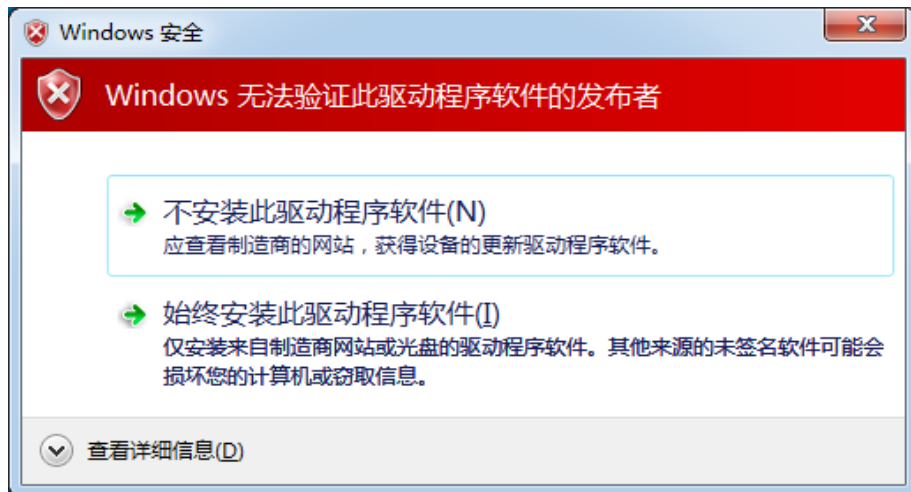 Windows 安全
Windows 无法验证此驱动程序软件的发布者
不安装此驱动程序软件(N)
应查看制造商的网站，获得设备的更新驱动程序软件。
始终安装此驱动程序软件(I)
仅安装来自制造商网站或光盘的驱动程序软件。其他来源的未签名软件可能会
损坏您的计算机或窃取信息。
查看详细信息(D)